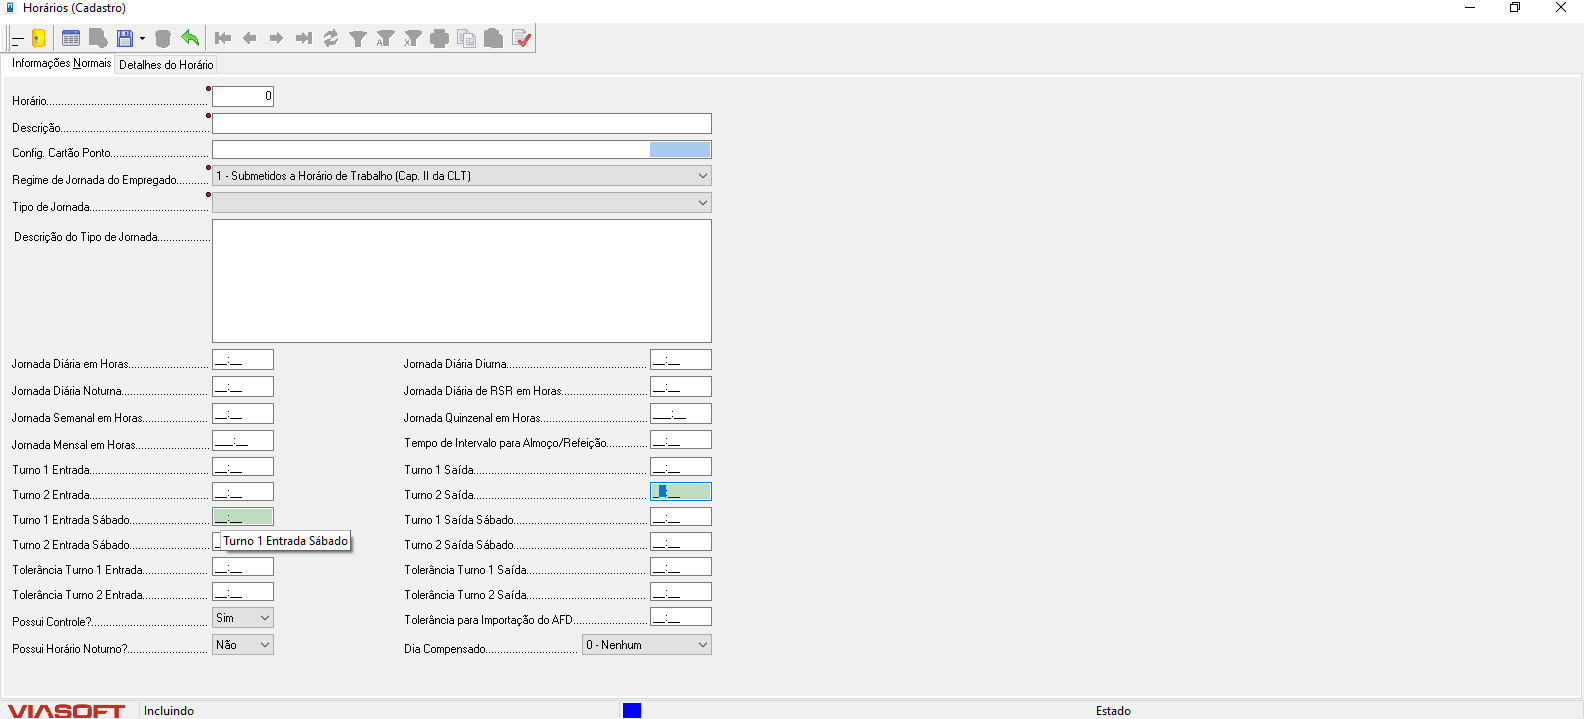 Horários (Cadastro)
Informações Normais
Detalhes do Horário
Horário
0
Descrição
Config. Cartão Ponto
Regime de Jornada do Empregado
1 - Submetidos a Horário de Trabalho (Cap. II da CLT)
Tipo de Jornada
Descrição do Tipo de Jornada
Jornada Diária em Horas __:__ Jornada Diária Diurna __:__
Jornada Diária Noturna __:__ Jornada Diária de RSR em Horas __:__
Jornada Semanal em Horas __:__ Jornada Quinzenal em Horas ___:__
Jornada Mensal em Horas ___:__ Tempo de Intervalo para Almoço/Refeição __:__
Turno 1 Entrada __:__ Turno 1 Saída __:__
Turno 2 Entrada __:__ Turno 2 Saída __:__
Turno 1 Entrada Sábado __:__ Turno 1 Saída Sábado __:__
Turno 1 Entrada Sábado
Turno 2 Entrada Sábado Turno 2 Saída Sábado __:__
Tolerância Turno 1 Entrada __:__ Tolerância Turno 1 Saída __:__
Tolerância Turno 2 Entrada __:__ Tolerância Turno 2 Saída __:__
Possui Controle? Sim Tolerância para Importação do AFD __:__
Possui Horário Noturno? Não Dia Compensado 0 - Nenhum
VIASOFT Incluindo Estado